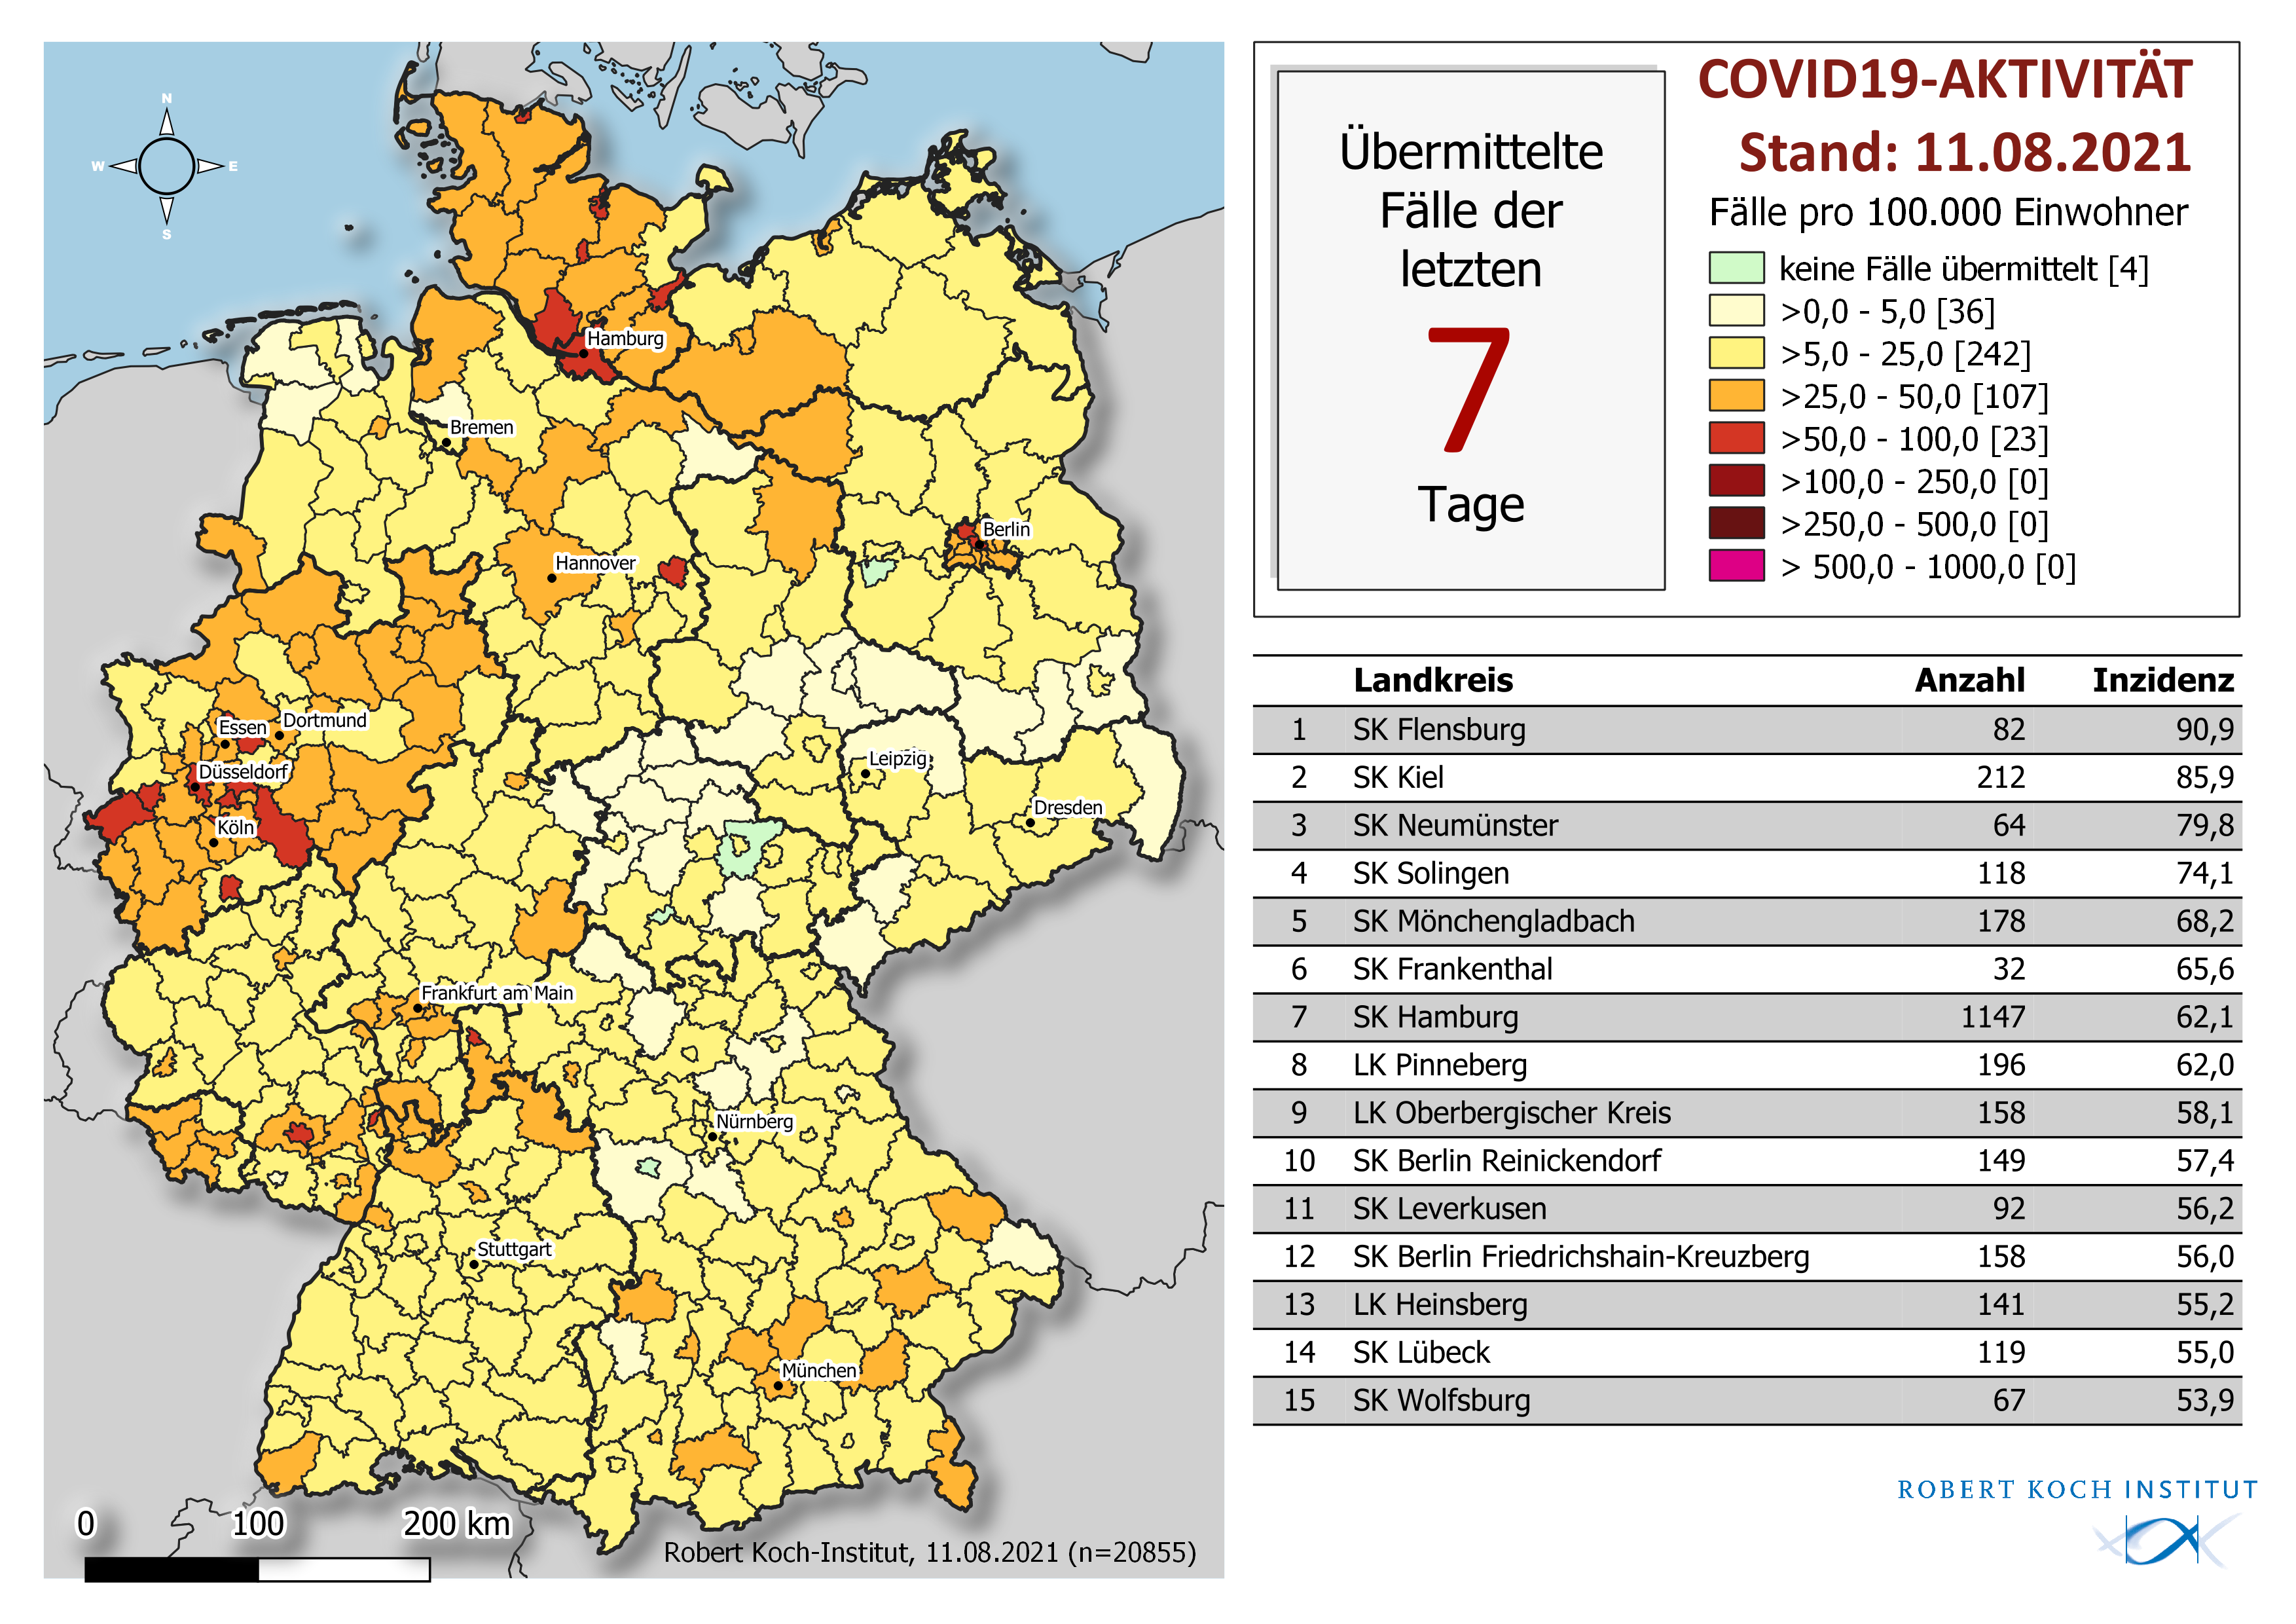 N
W
E
S
Hamburg
Bremen
Berlin
Hannover
Essen
Dortmund
Düsseldorf
Leipzig
Köln
Dresden
Frankfurt am Main
Nürnberg
Stuttgart
München
0 100 200 km
Robert Koch-Institut, 11.08.2021 (n=20855)
Übermittelte
Fälle der
letzten
7
Tage
COVID19-AKTIVITÄT
Stand: 11.08.2021
Fälle pro 100.000 Einwohner
keine Fälle übermittelt [4]
>0,0 - 5,0 [36]
>5,0 - 25,0 [242]
>25,0 - 50,0 [107]
>50,0 - 100,0 [23]
>100,0 - 250,0 [0]
>250,0 - 500,0 [0]
> 500,0 - 1000,0 [0]
Landkreis Anzahl Inzidenz
1 SK Flensburg 82 90,9
2 SK Kiel 212 85,9
3 SK Neumünster 64 79,8
4 SK Solingen 118 74,1
5 SK Mönchengladbach 178 68,2
6 SK Frankenthal 32 65,6
7 SK Hamburg 1147 62,1
8 LK Pinneberg 196 62,0
9 LK Oberbergischer Kreis 158 58,1
10 SK Berlin Reinickendorf 149 57,4
11 SK Leverkusen 92 56,2
12 SK Berlin Friedrichshain-Kreuzberg 158 56,0
13 LK Heinsberg 141 55,2
14 SK Lübeck 119 55,0
15 SK Wolfsburg 67 53,9
ROBERT KOCH INSTITUT